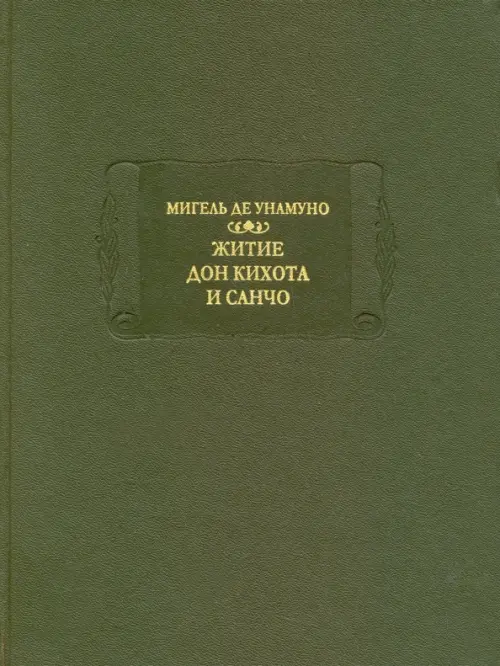 МИГЕЛЬ ДЕ УНАМУНО
ЖИТИЕ
ДОН КИХОТА
И САНЧО